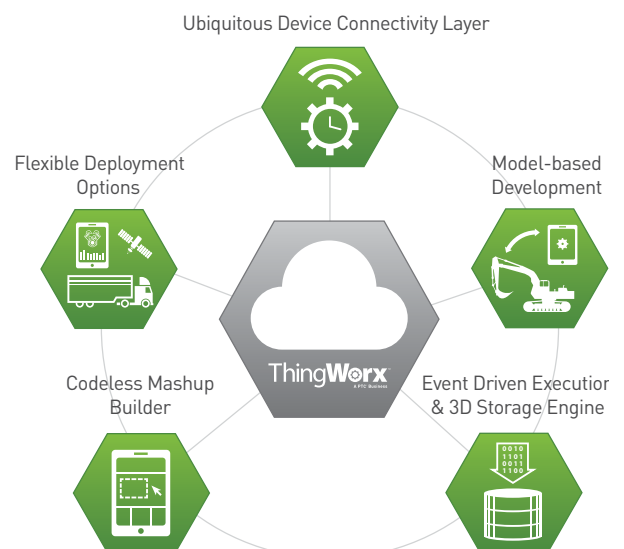 Ubiquitous Device Connectivity Layer
Flexible Deployment
Options
Model-based
Development
ThingWorx
A PTC Business
Codeless Mashup
Builder
Event Driven Executior
& 3D Storage Engine
0010
1101
0011
1100